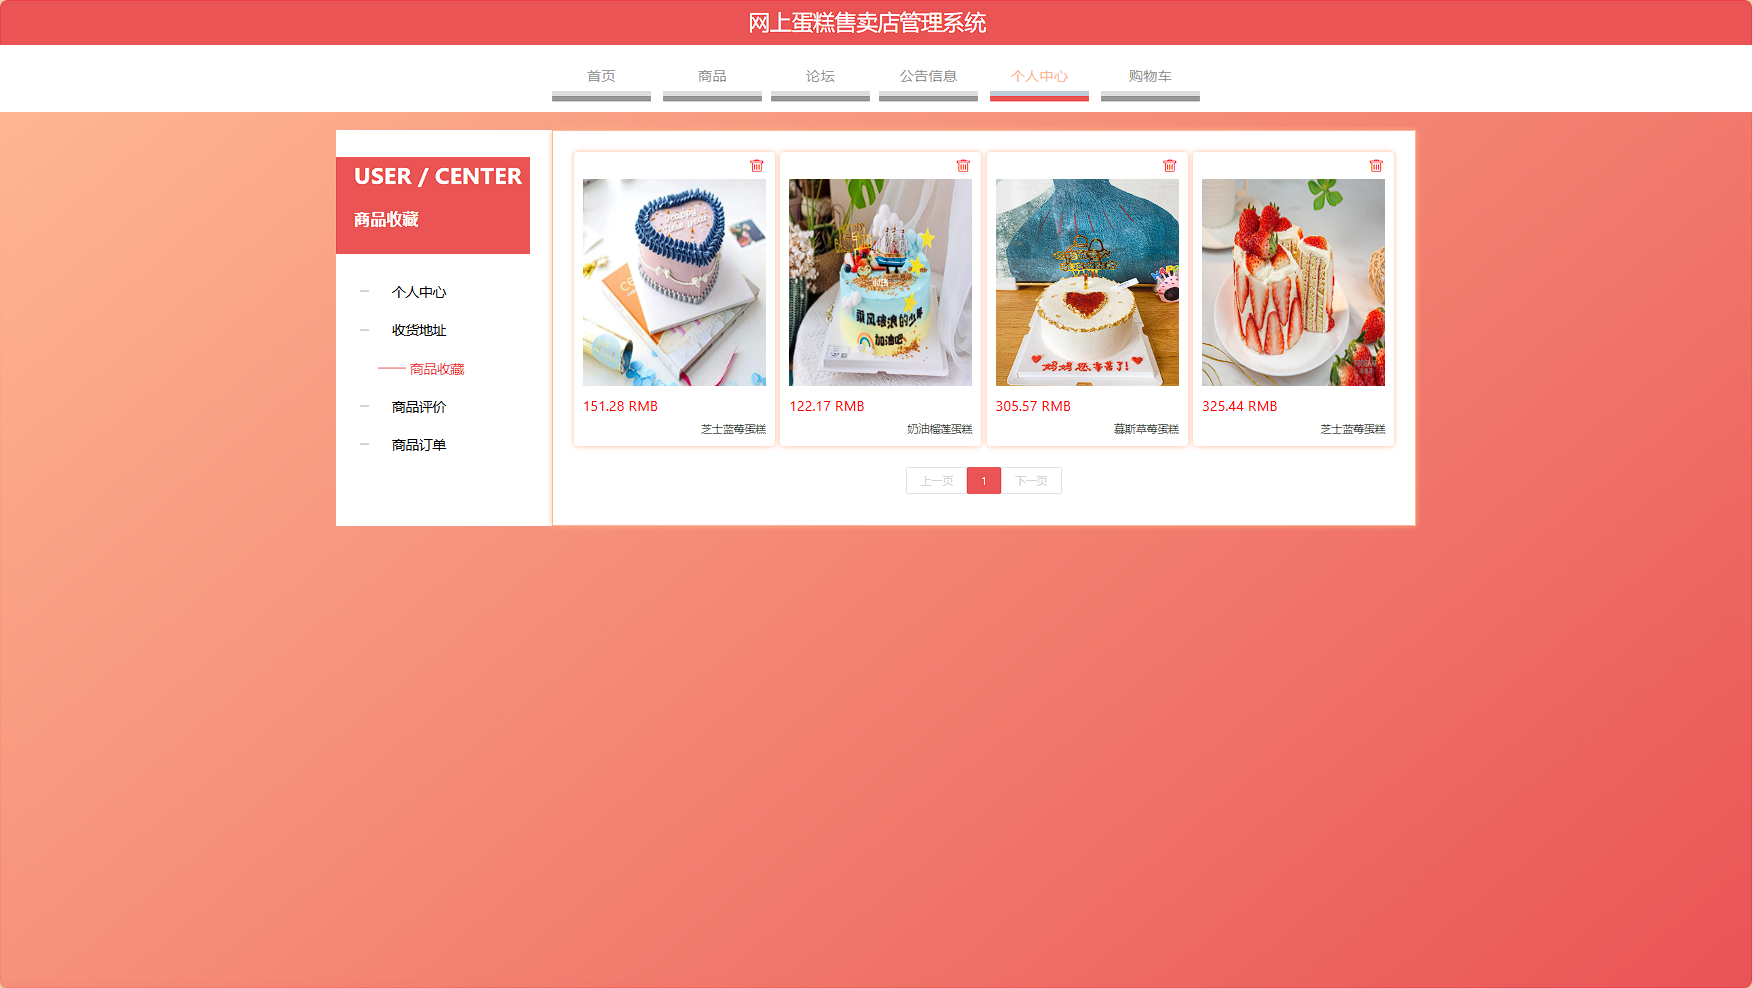 网上蛋糕售卖店管理系统
首页 商品 论坛 公告信息 个人中心 购物车
USER / CENTER
商品收藏
个人中心
收货地址
商品收藏
商品评价
商品订单
happy
new year
乘风破浪的少年
加油吧
妈妈您辛苦了!
151.28 RMB
芝士蓝莓蛋糕
122.17 RMB
奶油榴莲蛋糕
305.57 RMB
慕斯草莓蛋糕
325.44 RMB
芝士蓝莓蛋糕
上一页 1 下一页